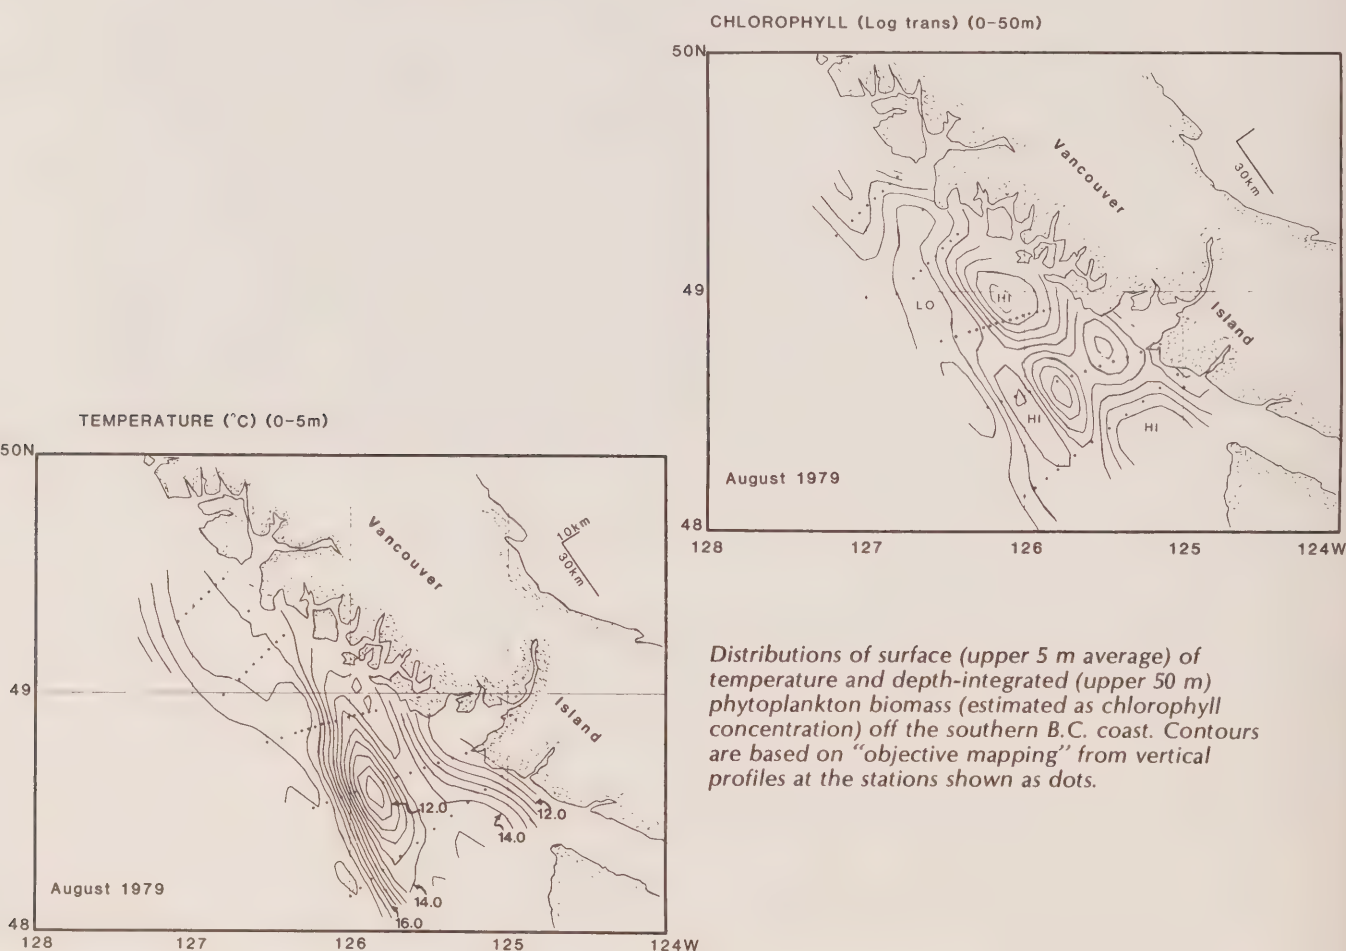 CHLOROPHYLL (Log trans) (0-50m)
50N
Vancouver
30km
49
LO
HI
Island
HI
HI
August 1979
48
128 127 126 125 124W
TEMPERATURE (°C) (0-5m)
50N
Vancouver
10km
30km
49
Island
12.0
12.0
14.0
August 1979
14.0
16.0
48
128 127 126 125 124W
Distributions of surface (upper 5 m average) of
temperature and depth-integrated (upper 50 m)
phytoplankton biomass (estimated as chlorophyll
concentration) off the southern B.C. coast. Contours
are based on “objective mapping” from vertical
profiles at the stations shown as dots.